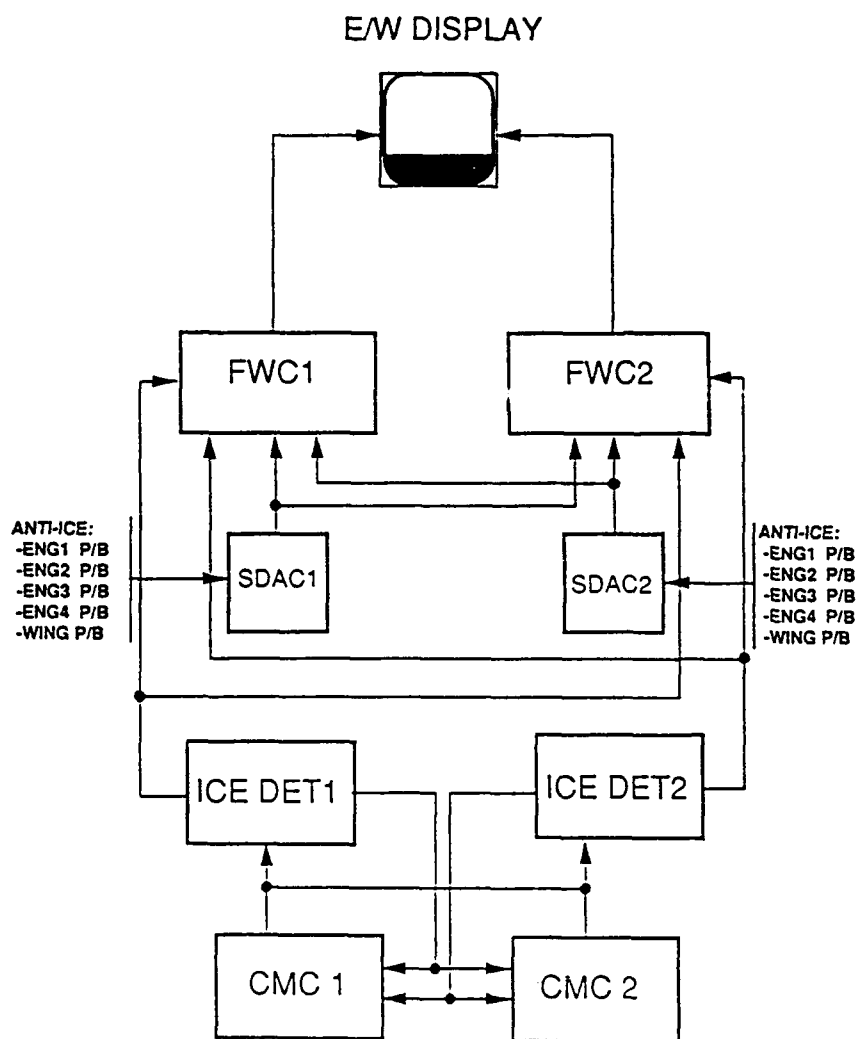 E/W DISPLAY
FWC1
FWC2
ANTI-ICE:
-ENG1 P/B
-ENG2 P/B
-ENG3 P/B
-ENG4 P/B
-WING P/B
SDAC1
SDAC2
ANTI-ICE:
-ENG1 P/B
-ENG2 P/B
-ENG3 P/B
-ENG4 P/B
-WING P/B
ICE DET1
ICE DET2
CMC 1
CMC 2